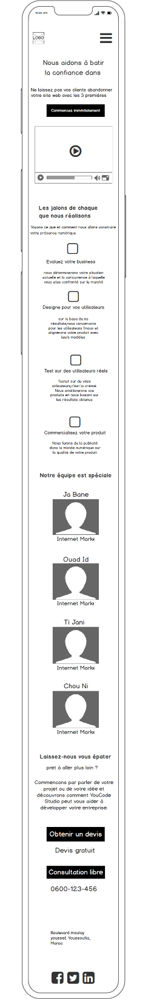 10:00 AM
LOGO
Nous aidons à batir
la confiance dans
Ne laissez pas vos clients abandonner
votre site web avec les 3 premières
Commencez immédiatement
Les jalons de chaque
que nous réalisons
Voyons ce que et comment nous allons construire
votre présence numérique
Evaluez votre business
nous déterminons votre situation
actuelle et la concurrence à laquelle
vous etes confronté sur le marché
Designe pour vos utilisateurs
sur la base de ns
résultats,nous concervons
pour les utilisateurs finaux et
alignerons votre produit avec
leurs modèles
Test sur des utilisateurs réels
Tester sur de vrais
utilisateurs,c'est la crème.
Nous améliorerons vos
produits en nous basant sur
les résultats obtenus
Commercialisez votre produit
Nous ferons de la publicité
dans la monde numérique sur
la qualité de votre produit.
Notre équipe est spéciale
Ja Bane
Internet Marke
Ouad Id
Internet Marke
Ti Jani
Internet Marke
Chou Ni
Internet Marke
Laissez-nous vous épater
pret à aller plus loin ?
Commencons par parler de votre
projet ou de votre idée et
découvrons comment YouCode
Studio peut vous aider à
développer votre entreprise.
Obtenir un devis
Devis gratuit
Consultation libre
0600-123-456
Boulevard moulay
youssef, Youssoufia,
Maroc